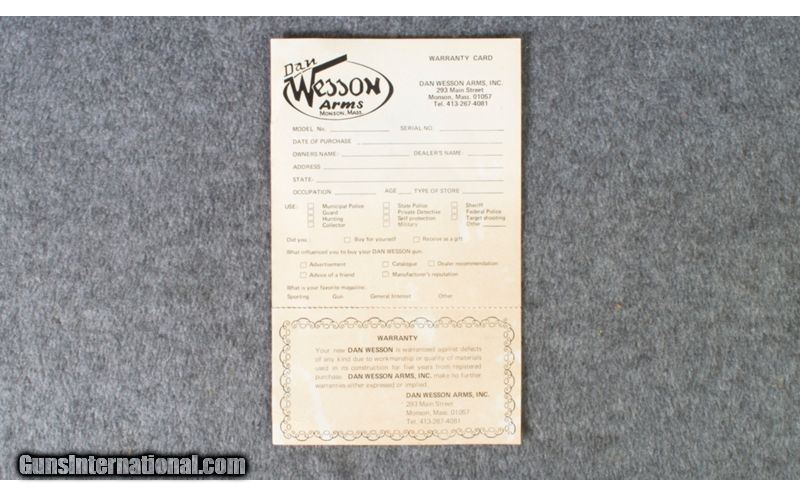 Dan
Wesson
Arms
MONSON, MASS.
WARRANTY CARD
DAN WESSON ARMS, INC.
293 Main Street
Monson, Mass. 01057
Tel. 413-267-4081
MODEL No. SERIAL NO.
DATE OF PURCHASE
OWNERS NAME: DEALER'S NAME:
ADDRESS
STATE:
OCCUPATION AGE TYPE OF STORE
USE: Municipal Police State Police Sheriff
Guard Private Detective Federal Police
Hunting Self protection Target shooting
Collector Military Other
Did you Buy for yourself Receive as a gift
What influenced you to buy your DAN WESSON gun.
Advertisement Catalogue Dealer recommendation
Advice of a friend Manufacturer's reputation
What is your favorite magazine:
Sporting Gun General Interest Other
WARRANTY
Your new DAN WESSON is warranteed against defects
of any kind due to workmanship or quality of materials
used in its construction for five years from registered
purchase. DAN WESSON ARMS, INC. make no further
warranties either expressed or implied.
DAN WESSON ARMS, INC.
293 Main Street
Monson, Mass. 01057
Tel. 413-267-4081
GunsInternational.com